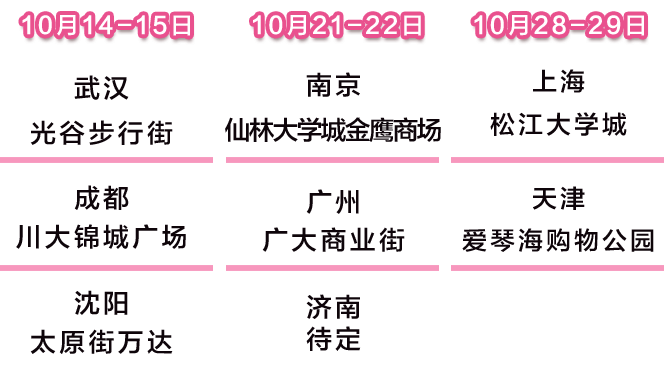 10月14-15日
10月21-22日
10月28-29日
武汉
光谷步行街
南京
仙林大学城金鹰商场
上海
松江大学城
成都
川大锦城广场
广州
广大商业街
天津
爱琴海购物公园
沈阳
太原街万达
济南
待定